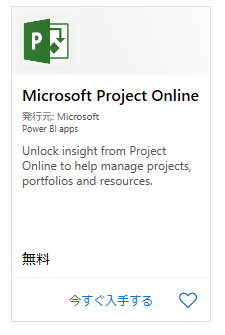 P
Microsoft Project Online
発行元: Microsoft
Power BI apps
Unlock insight from Project
Online to help manage projects,
portfolios and resources.
無料
今すぐ入手する